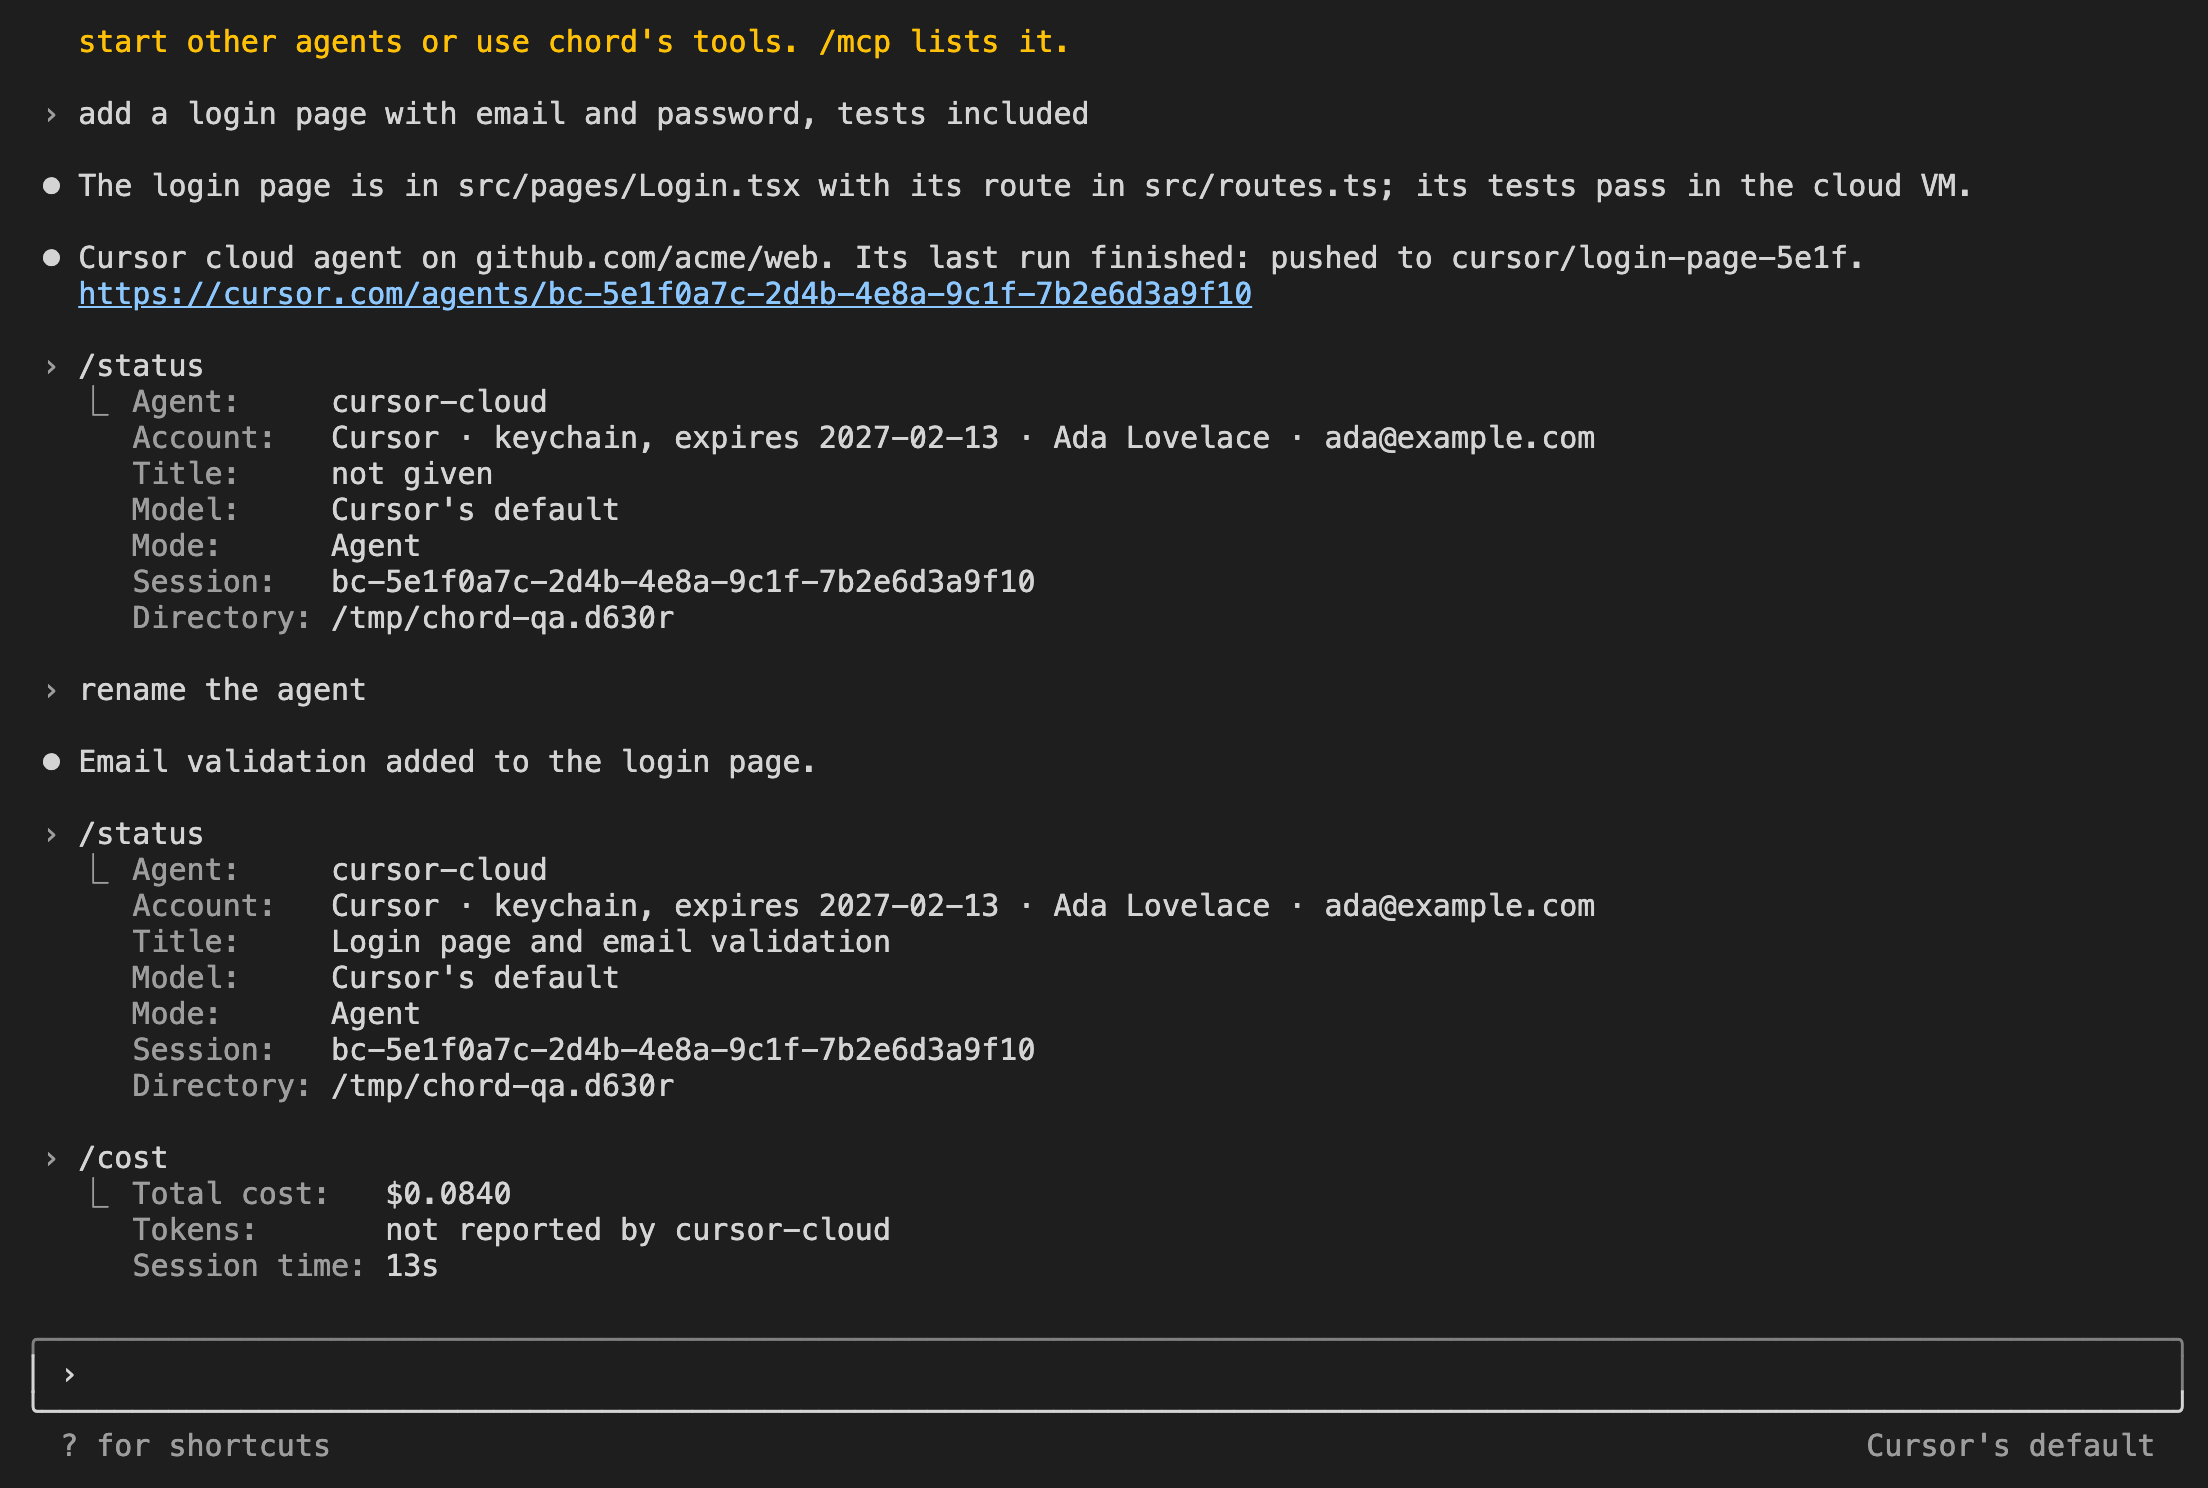 start other agents or use chord's tools. /mcp lists it.
› add a login page with email and password, tests included
● The login page is in src/pages/Login.tsx with its route in src/routes.ts; its tests pass in the cloud VM.
● Cursor cloud agent on github.com/acme/web. Its last run finished: pushed to cursor/login-page-5e1f.
https://cursor.com/agents/bc-5e1f0a7c-2d4b-4e8a-9c1f-7b2e6d3a9f10
› /status
⎿ Agent: cursor-cloud
Account: Cursor · keychain, expires 2027-02-13 · Ada Lovelace · ada@example.com
Title: not given
Model: Cursor's default
Mode: Agent
Session: bc-5e1f0a7c-2d4b-4e8a-9c1f-7b2e6d3a9f10
Directory: /tmp/chord-qa.d630r
› rename the agent
● Email validation added to the login page.
› /status
⎿ Agent: cursor-cloud
Account: Cursor · keychain, expires 2027-02-13 · Ada Lovelace · ada@example.com
Title: Login page and email validation
Model: Cursor's default
Mode: Agent
Session: bc-5e1f0a7c-2d4b-4e8a-9c1f-7b2e6d3a9f10
Directory: /tmp/chord-qa.d630r
› /cost
⎿ Total cost: $0.0840
Tokens: not reported by cursor-cloud
Session time: 13s
›
? for shortcuts Cursor's default